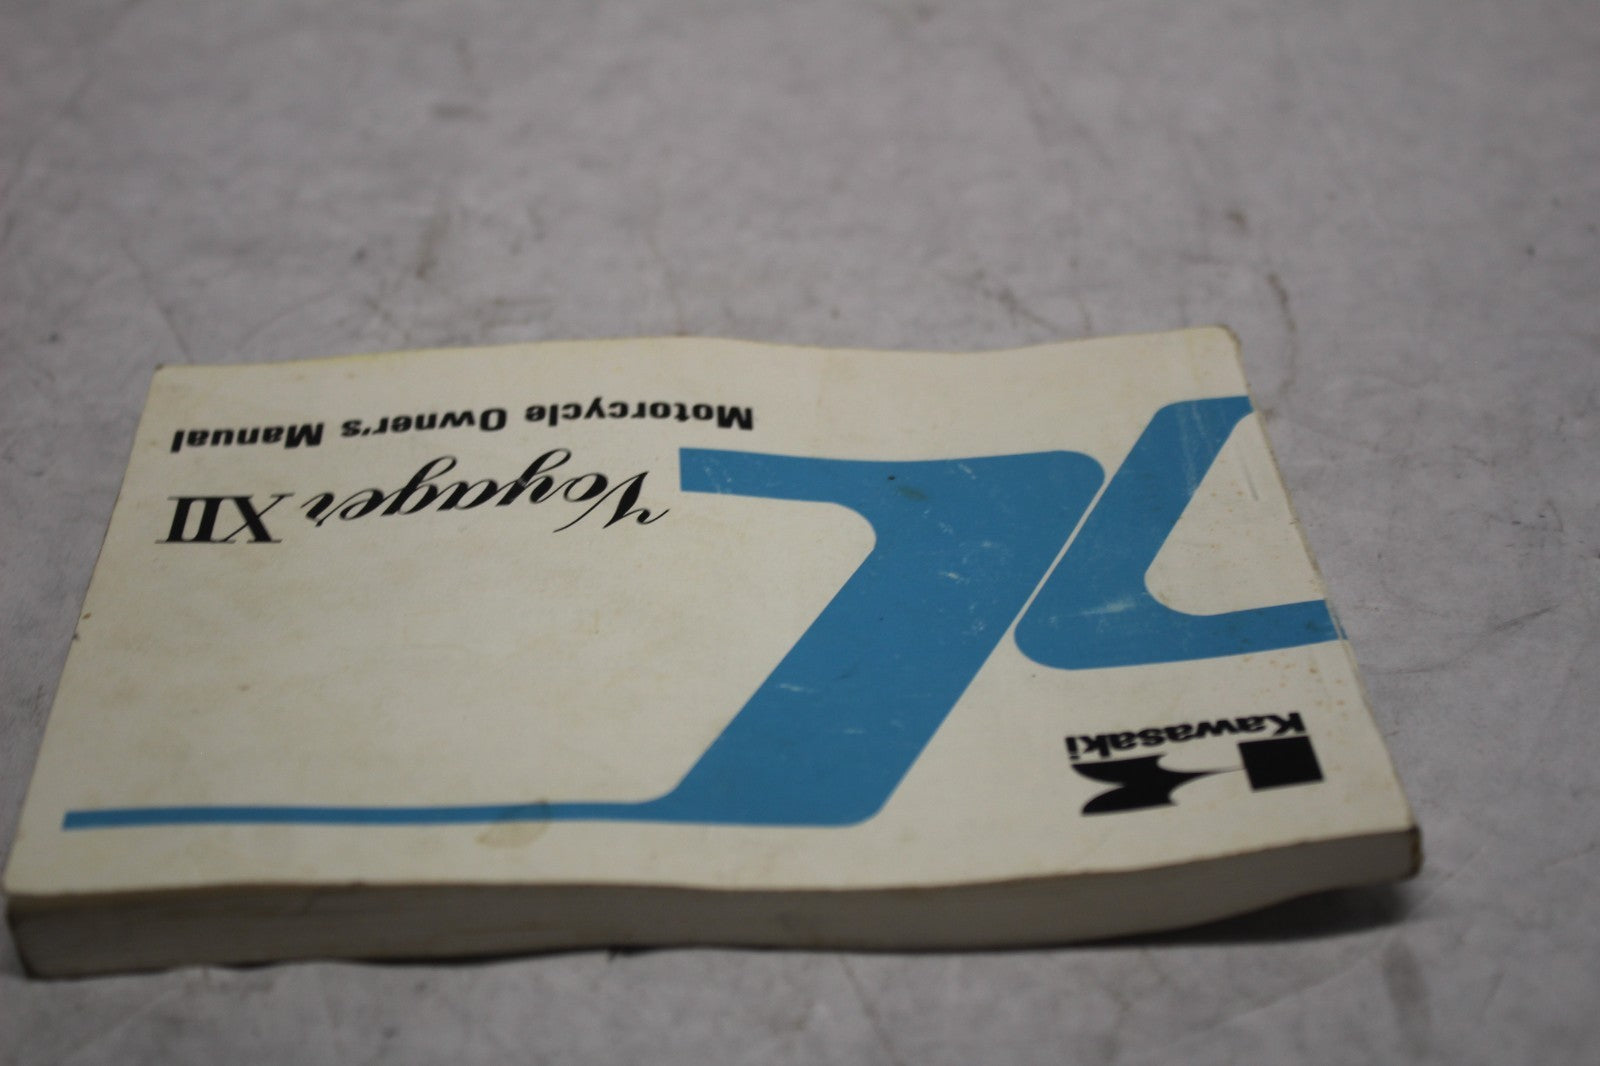 Kawasaki
Voyager XII
Motorcycle Owner's Manual